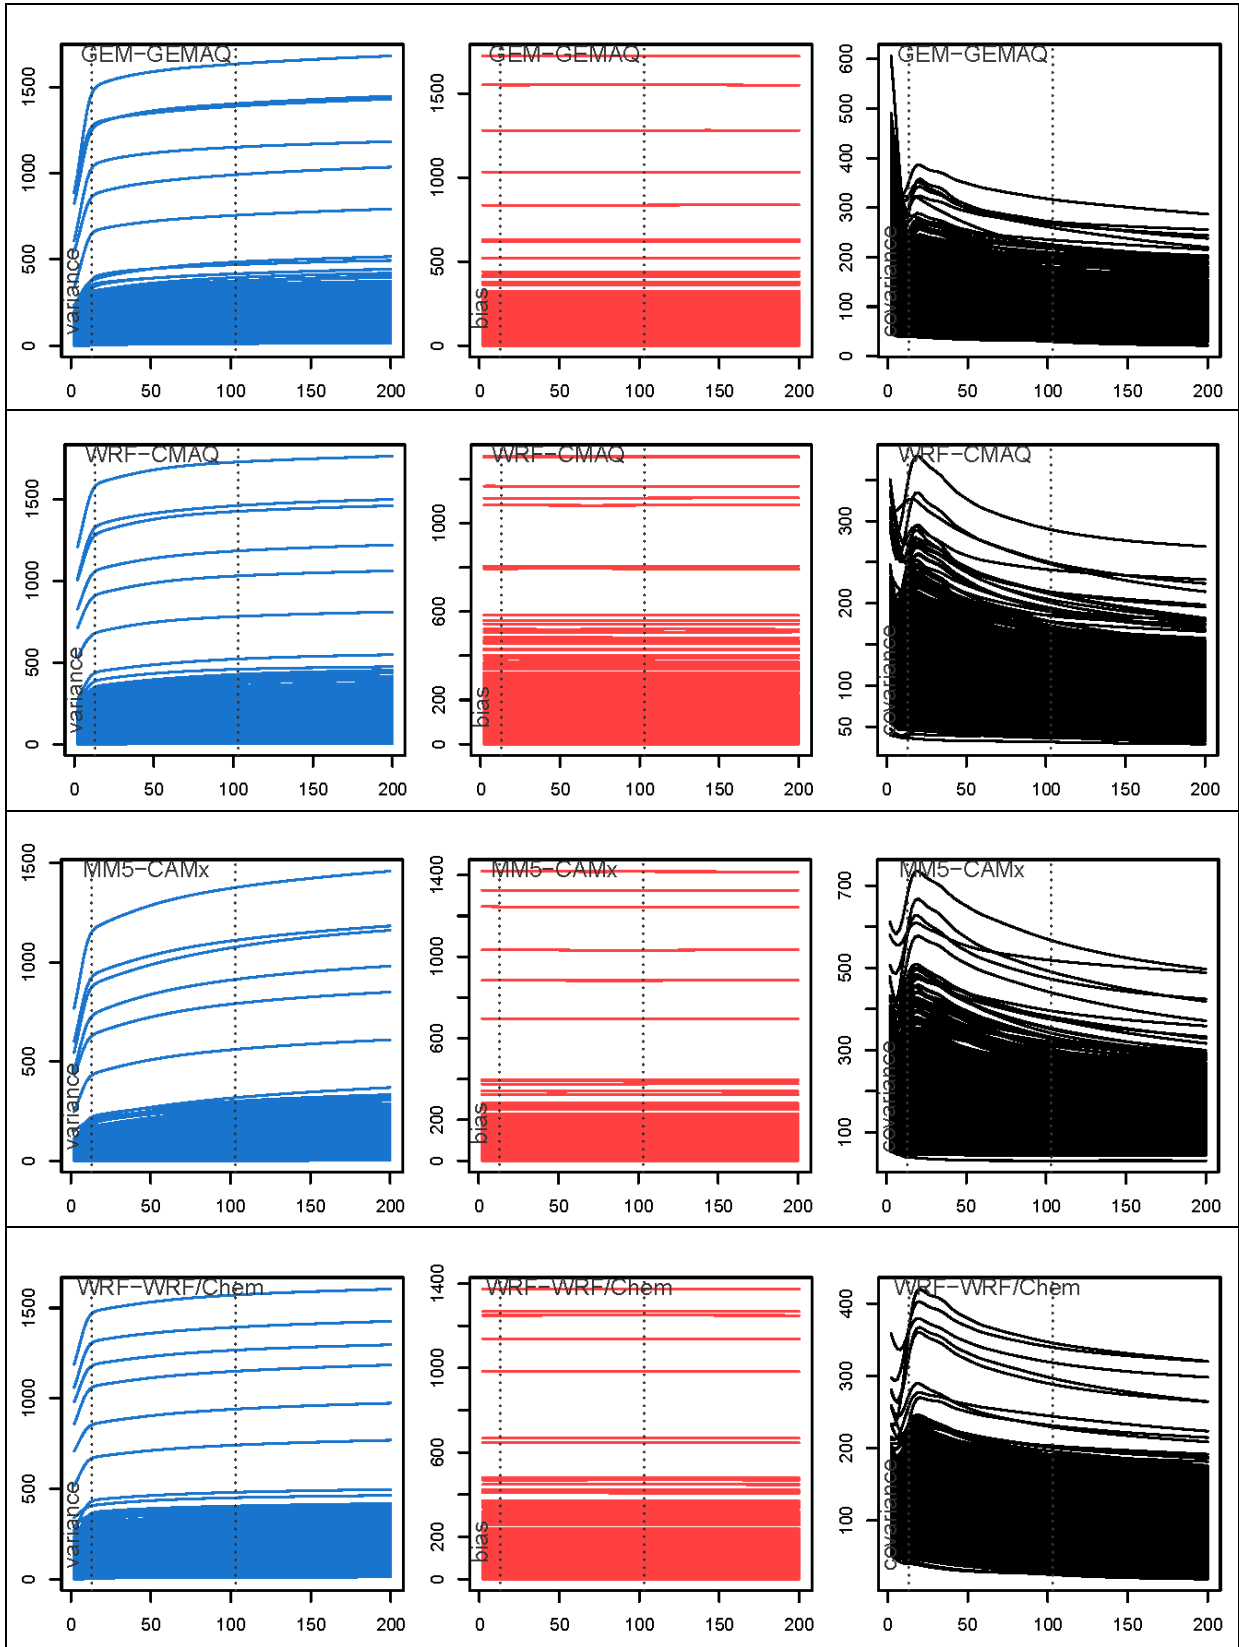 GEM-GEMAQ GEM-GEMAQ GEM-GEMAQ
variance bias covariance
0 500 1000 1500
0 500 1000 1500
0 100 200 300 400 500 600
0 50 100 150 200 0 50 100 150 200 0 50 100 150 200
WRF-CMAQ WRF-CMAQ WRF-CMAQ
variance bias covariance
0 500 1000 1500
0 200 600 1000
50 100 200 300
0 50 100 150 200 0 50 100 150 200 0 50 100 150 200
MM5-CAMx MM5-CAMx MM5-CAMx
variance bias covariance
0 500 1000 1500
0 200 600 1000 1400
100 300 500 700
0 50 100 150 200 0 50 100 150 200 0 50 100 150 200
WRF-WRF/Chem WRF-WRF/Chem WRF-WRF/Chem
variance bias covariance
0 500 1000 1500
0 200 600 1000 1400
100 200 300 400
0 50 100 150 200 0 50 100 150 200 0 50 100 150 200